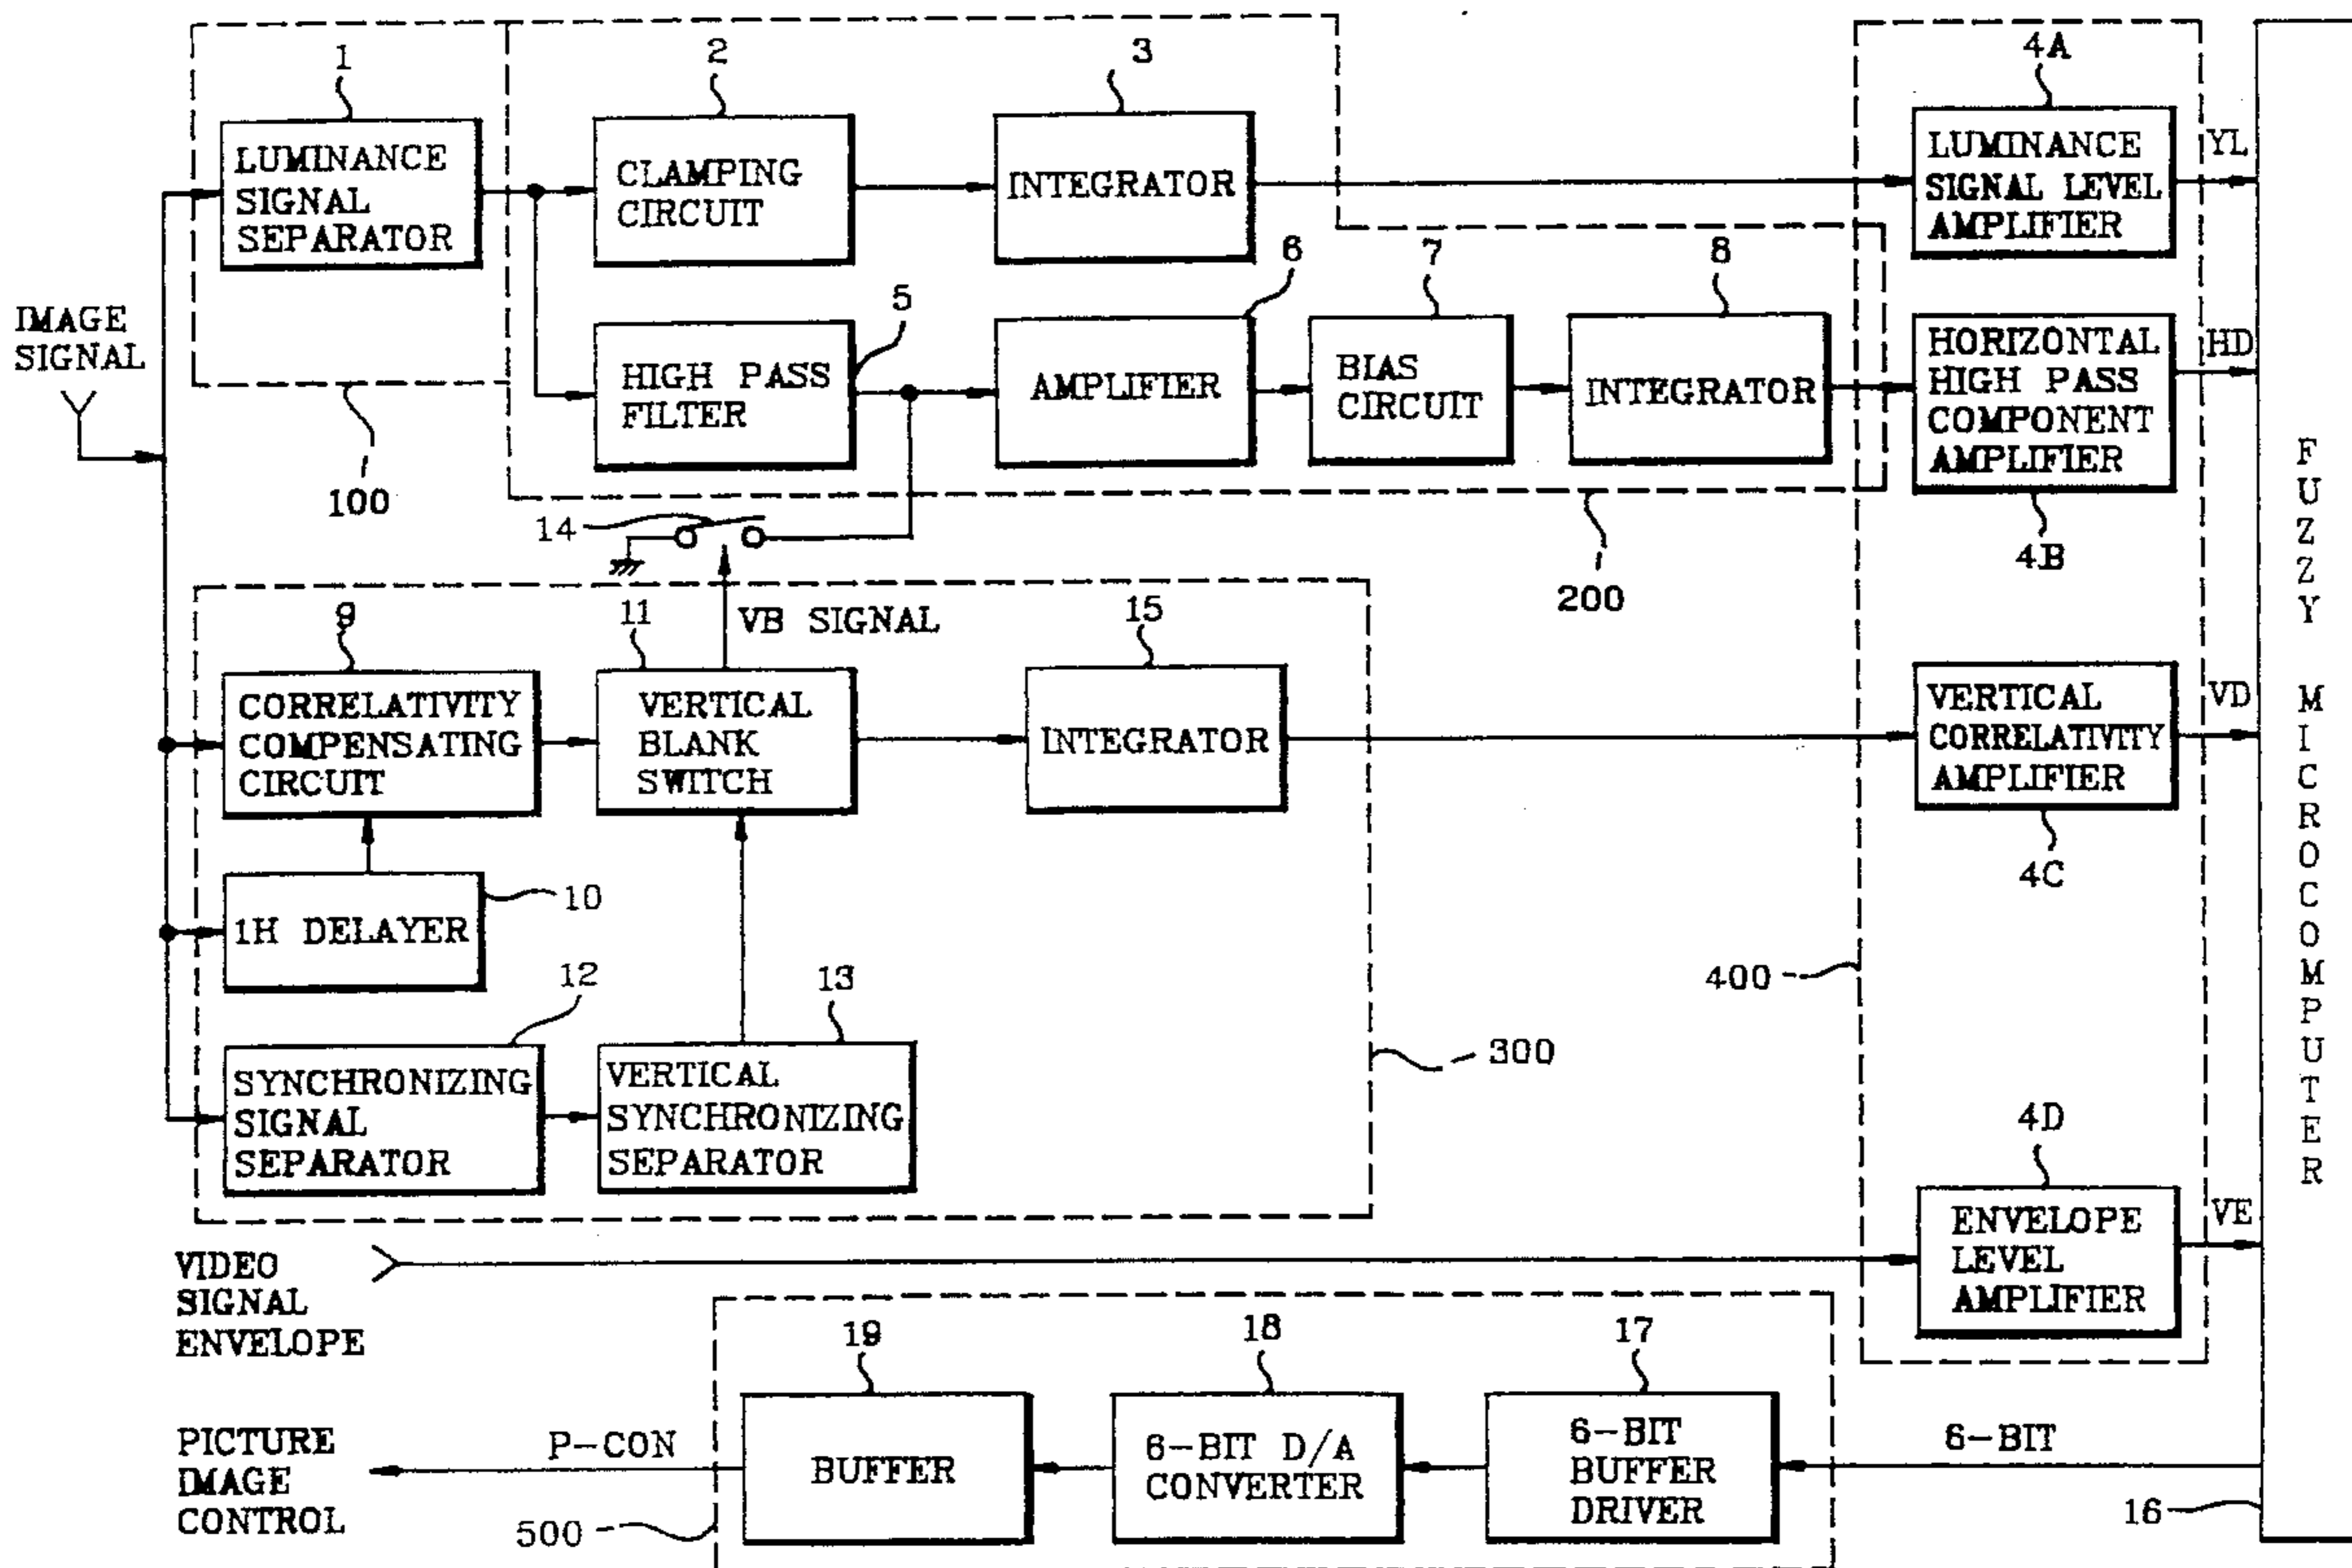 1
2
3
4A
LUMINANCE
SIGNAL
SEPARATOR
CLAMPING
CIRCUIT
INTEGRATOR
LUMINANCE
SIGNAL LEVEL
AMPLIFIER
YL
IMAGE
SIGNAL
5
6
7
8
HIGH PASS
FILTER
AMPLIFIER
BIAS
CIRCUIT
INTEGRATOR
HORIZONTAL
HIGH PASS
COMPONENT
AMPLIFIER
HD
100
14
200
4B
9
11
VB SIGNAL
15
CORRELATIVITY
COMPENSATING
CIRCUIT
VERTICAL
BLANK
SWITCH
INTEGRATOR
VERTICAL
CORRELATIVITY
AMPLIFIER
VD
4C
1H DELAYER
10
12
13
400
SYNCHRONIZING
SIGNAL
SEPARATOR
VERTICAL
SYNCHRONIZING
SEPARATOR
300
4D
VIDEO
SIGNAL
ENVELOPE
ENVELOPE
LEVEL
AMPLIFIER
VE
FUZZY MICROCOMPUTER
19
18
17
PICTURE
IMAGE
CONTROL
P-CON
BUFFER
6-BIT D/A
CONVERTER
6-BIT
BUFFER
DRIVER
6-BIT
500
16